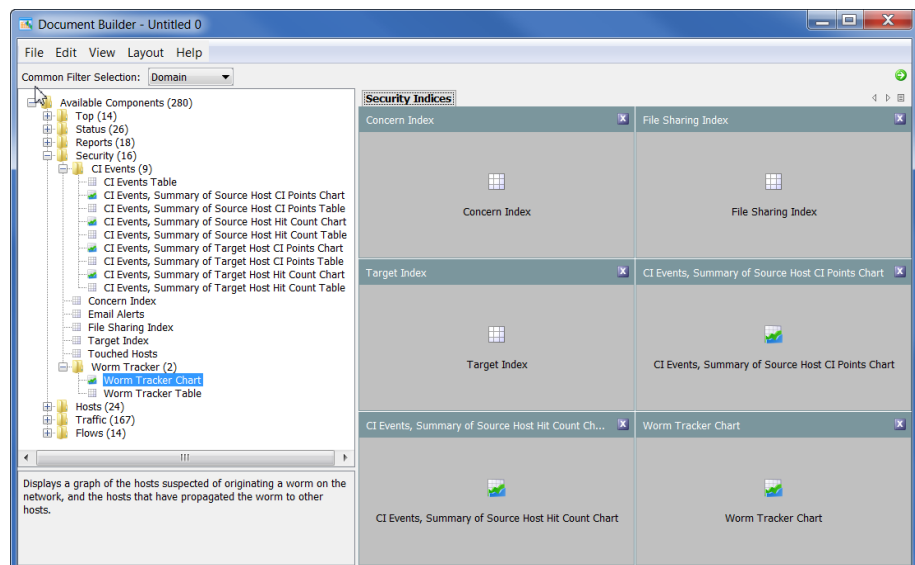 Document Builder - Untitled 0
File Edit View Layout Help
Common Filter Selection: Domain
Available Components (280)
Top (14)
Status (26)
Reports (18)
Security (16)
CI Events (9)
CI Events Table
CI Events, Summary of Source Host CI Points Chart
CI Events, Summary of Source Host CI Points Table
CI Events, Summary of Source Host Hit Count Chart
CI Events, Summary of Source Host Hit Count Table
CI Events, Summary of Target Host CI Points Chart
CI Events, Summary of Target Host CI Points Table
CI Events, Summary of Target Host Hit Count Chart
CI Events, Summary of Target Host Hit Count Table
Concern Index
Email Alerts
File Sharing Index
Target Index
Touched Hosts
Worm Tracker (2)
Worm Tracker Chart
Worm Tracker Table
Hosts (24)
Traffic (167)
Flows (14)
Displays a graph of the hosts suspected of originating a worm on the
network, and the hosts that have propagated the worm to other
hosts.
Security Indices
Concern Index
File Sharing Index
Concern Index
File Sharing Index
Target Index
CI Events, Summary of Source Host CI Points Chart
Target Index
CI Events, Summary of Source Host CI Points Chart
CI Events, Summary of Source Host Hit Count Ch...
Worm Tracker Chart
CI Events, Summary of Source Host Hit Count Chart
Worm Tracker Chart